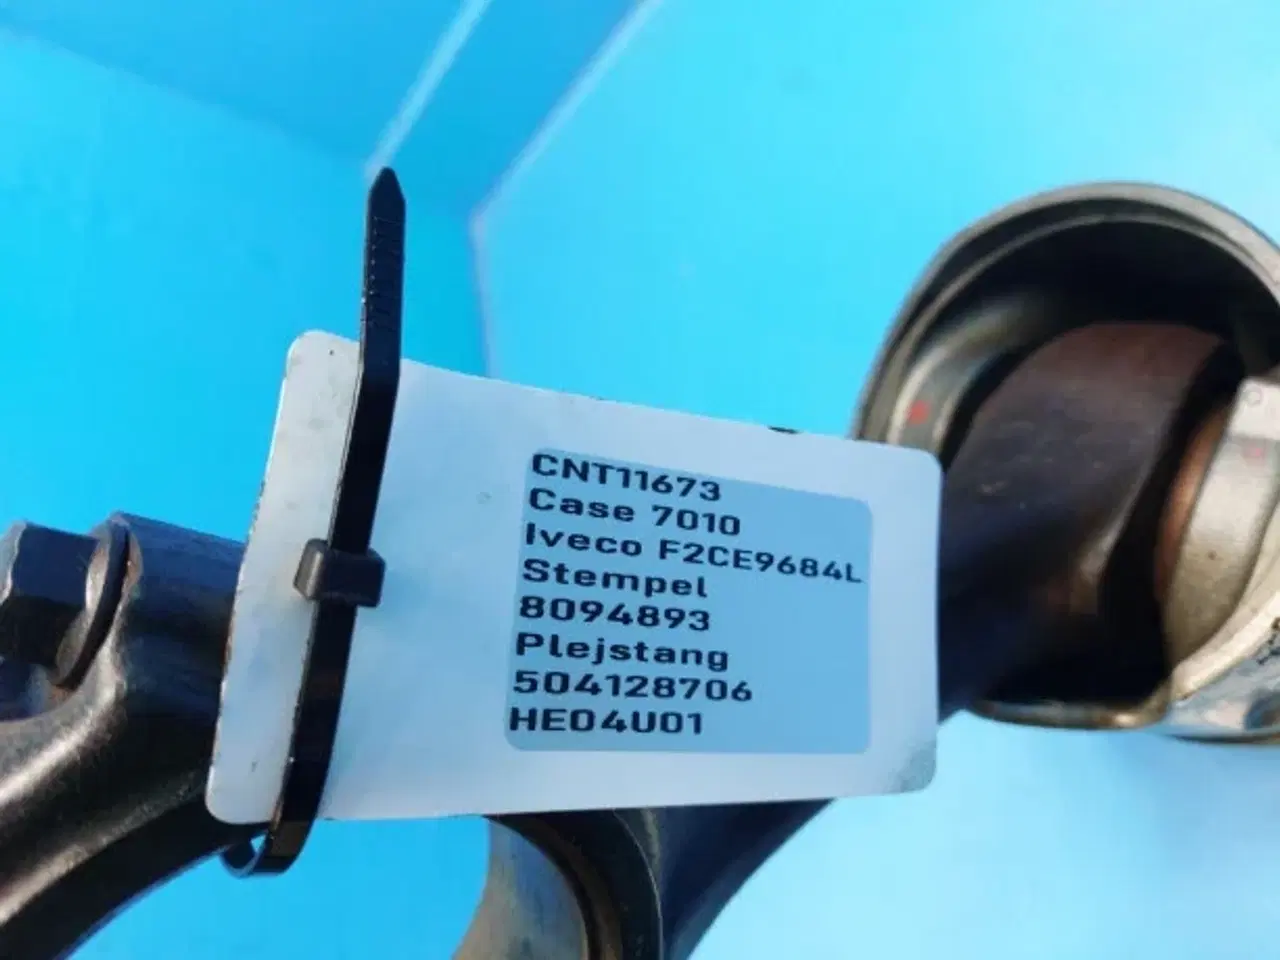 CNT11673
Case 7010
Iveco F2CE9684L
Stempel
8094893
Plejstang
504128706
HE04U01